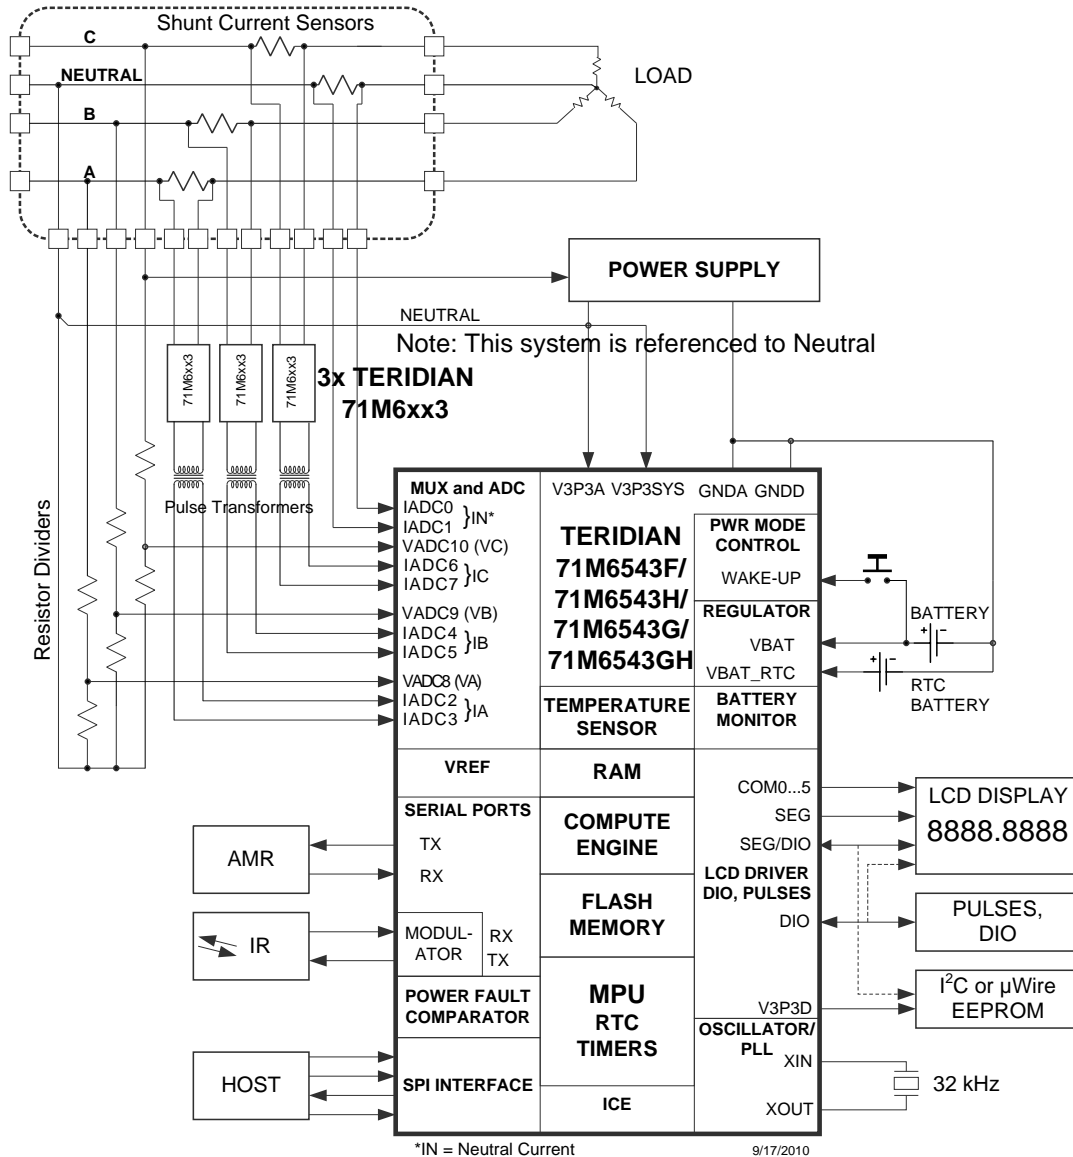 Shunt Current Sensors
C
NEUTRAL
B
A
LOAD
POWER SUPPLY
NEUTRAL
Note: This system is referenced to Neutral
71M6xx3
71M6xx3
71M6xx3
3x TERIDIAN
71M6xx3
Resistor Dividers
Pulse Transformers
MUX and ADC
IADC0
IADC1
}IN*
VADC10 (VC)
IADC6
IADC7
}IC
VADC9 (VB)
IADC4
IADC5
}IB
VADC8 (VA)
IADC2
IADC3
}IA
V3P3A V3P3SYS GNDA GNDD
TERIDIAN
71M6543F/
71M6543H/
71M6543G/
71M6543GH
PWR MODE
CONTROL
WAKE-UP
REGULATOR
VBAT
VBAT_RTC
BATTERY
+ -
+ -
RTC
BATTERY
TEMPERATURE
SENSOR
BATTERY
MONITOR
VREF
RAM
SERIAL PORTS
TX
RX
COMPUTE
ENGINE
FLASH
MEMORY
COM0...5
SEG
SEG/DIO
LCD DRIVER
DIO, PULSES
DIO
V3P3D
LCD DISPLAY
8888.8888
PULSES,
DIO
I²C or µWire
EEPROM
AMR
IR
MODUL-
ATOR
RX
TX
POWER FAULT
COMPARATOR
MPU
RTC
TIMERS
OSCILLATOR/
PLL
XIN
XOUT
32 kHz
HOST
SPI INTERFACE
ICE
*IN = Neutral Current
9/17/2010